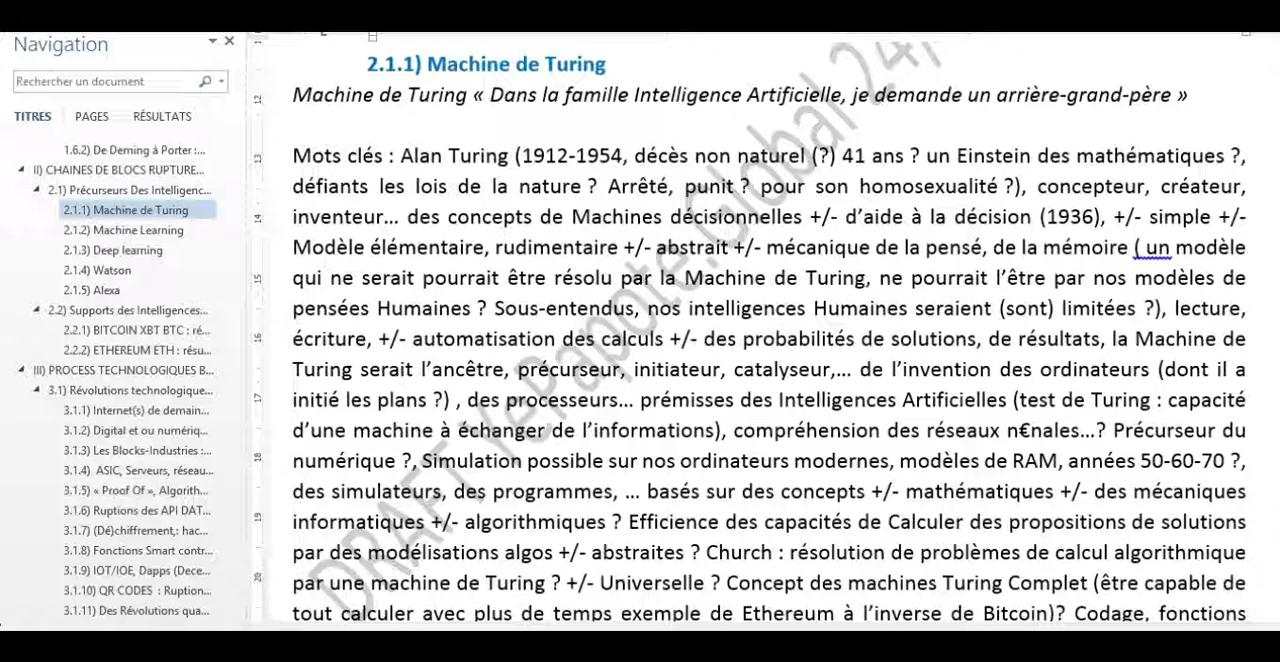 Navigation
Rechercher un document
TITRES PAGES RÉSULTATS
1.6.2) De Deming à Porter :...
II) CHAINES DE BLOCS RUPTURE...
2.1) Précurseurs Des Intelligenc...
2.1.1) Machine de Turing
2.1.2) Machine Learning
2.1.3) Deep learning
2.1.4) Watson
2.1.5) Alexa
2.2) Supports des Intelligences...
2.2.1) BITCOIN XBT BTC : ré...
2.2.2) ETHEREUM ETH : résu...
III) PROCESS TECHNOLOGIQUES B...
3.1) Révolutions technologique...
3.1.1) Internet(s) de demain...
3.1.2) Digital et ou numériq...
3.1.3) Les Blocks-Industries :...
3.1.4) ASIC, Serveurs, réseau...
3.1.5) « Proof Of », Algorith...
3.1.6) Ruptions des API DAT...
3.1.7) (Dé)chiffrement,: hac...
3.1.8) Fonctions Smart contr...
3.1.9) IOT/IOE, Dapps (Dece...
3.1.10) QR CODES : Ruption...
3.1.11) Des Révolutions qua...
12
13
14
15
16
17
18
19
20
2.1.1) Machine de Turing
Machine de Turing « Dans la famille Intelligence Artificielle, je demande un arrière-grand-père »
Mots clés : Alan Turing (1912-1954, décès non naturel (?) 41 ans ? un Einstein des mathématiques ?,
défiants les lois de la nature ? Arrêté, punit ? pour son homosexualité ?), concepteur, créateur,
inventeur... des concepts de Machines décisionnelles +/- d’aide à la décision (1936), +/- simple +/-
Modèle élémentaire, rudimentaire +/- abstrait +/- mécanique de la pensé, de la mémoire ( un modèle
qui ne serait pourrait être résolu par la Machine de Turing, ne pourrait l’être par nos modèles de
pensées Humaines ? Sous-entendus, nos intelligences Humaines seraient (sont) limitées ?), lecture,
écriture, +/- automatisation des calculs +/- des probabilités de solutions, de résultats, la Machine de
Turing serait l’ancêtre, précurseur, initiateur, catalyseur,... de l’invention des ordinateurs (dont il a
initié les plans ?) , des processeurs... prémisses des Intelligences Artificielles (test de Turing : capacité
d’une machine à échanger de l’informations), compréhension des réseaux n€nales...? Précurseur du
numérique ?, Simulation possible sur nos ordinateurs modernes, modèles de RAM, années 50-60-70 ?,
des simulateurs, des programmes, ... basés sur des concepts +/- mathématiques +/- des mécaniques
informatiques +/- algorithmiques ? Efficience des capacités de Calculer des propositions de solutions
par des modélisations algos +/- abstraites ? Church : résolution de problèmes de calcul algorithmique
par une machine de Turing ? +/- Universelle ? Concept des machines Turing Complet (être capable de
tout calculer avec plus de temps exemple de Ethereum à l’inverse de Bitcoin)? Codage, fonctions